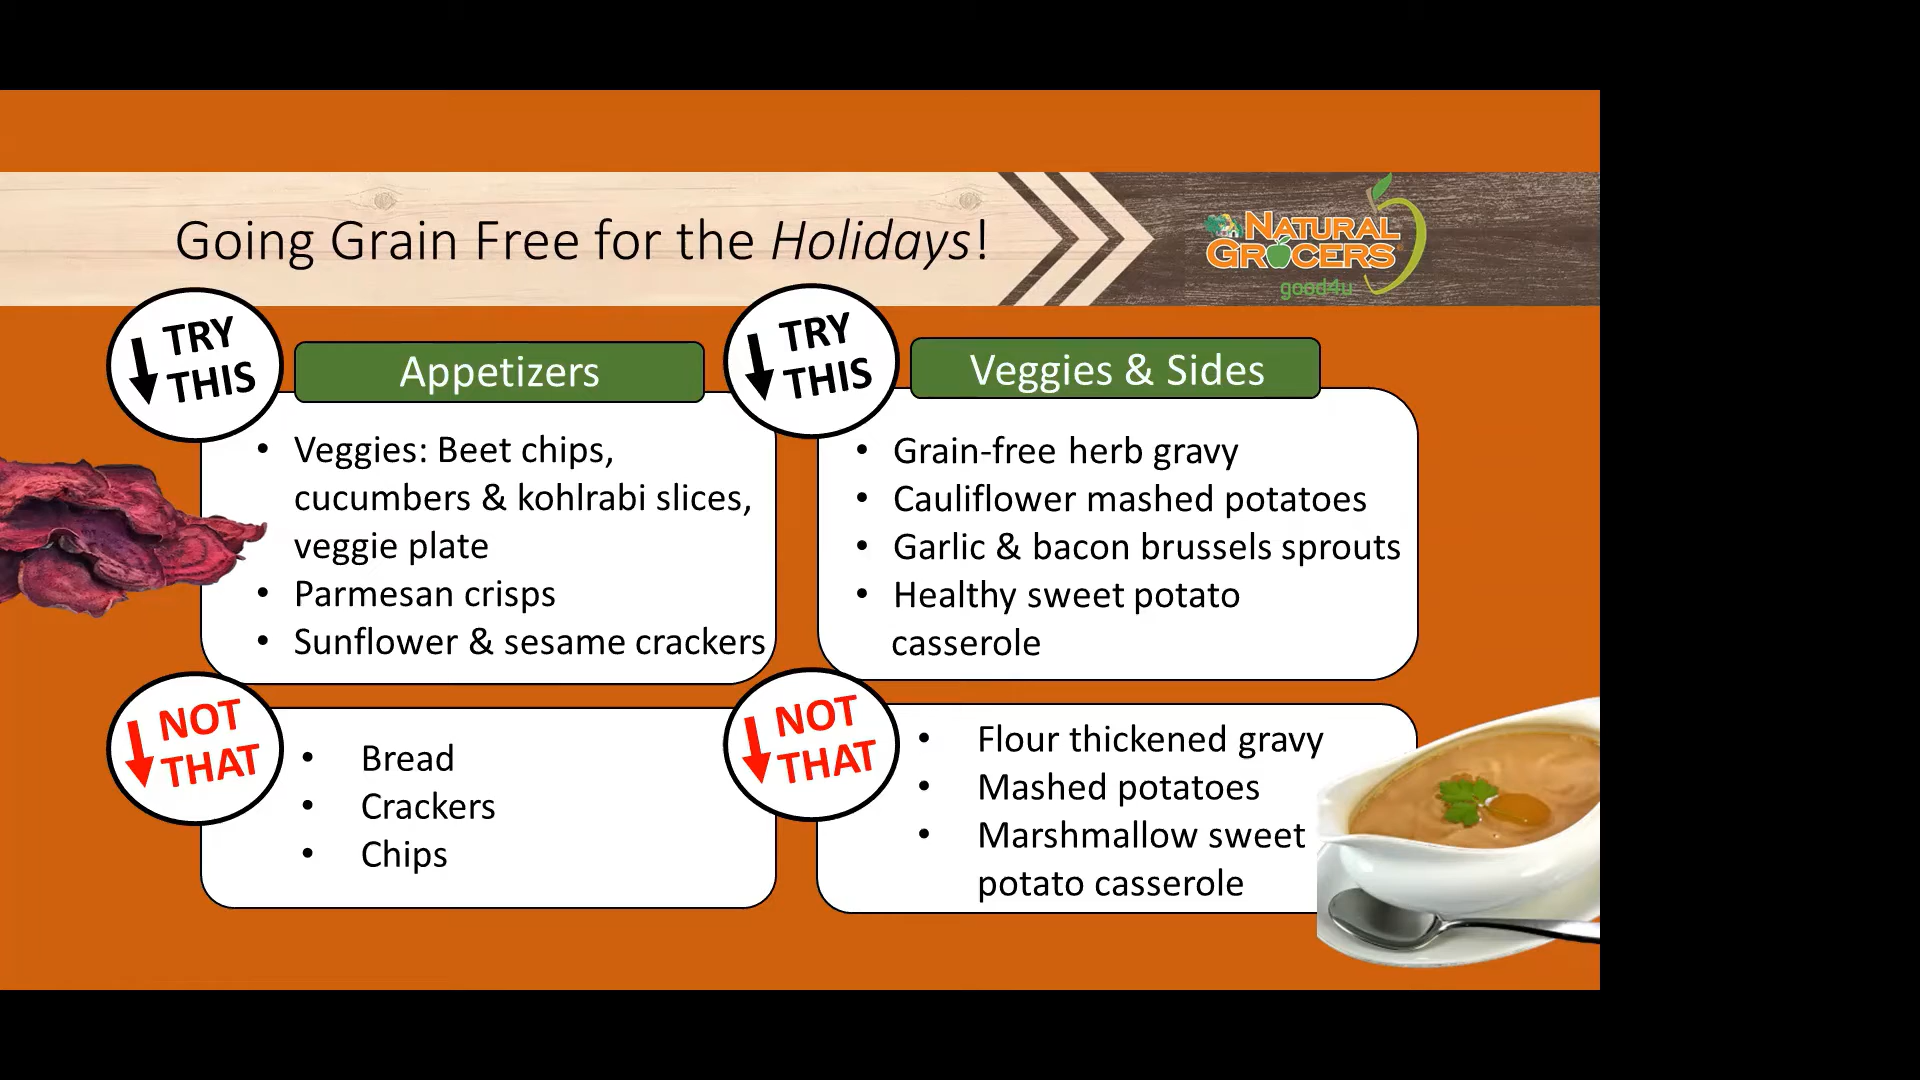 Going Grain Free for the Holidays!
NATURAL
GROCERS
good4u
TRY
THIS
Appetizers
• Veggies: Beet chips,
cucumbers & kohlrabi slices,
veggie plate
• Parmesan crisps
• Sunflower & sesame crackers
NOT
THAT
• Bread
• Crackers
• Chips
TRY
THIS
Veggies & Sides
• Grain-free herb gravy
• Cauliflower mashed potatoes
• Garlic & bacon brussels sprouts
• Healthy sweet potato
casserole
NOT
THAT
• Flour thickened gravy
• Mashed potatoes
• Marshmallow sweet
potato casserole